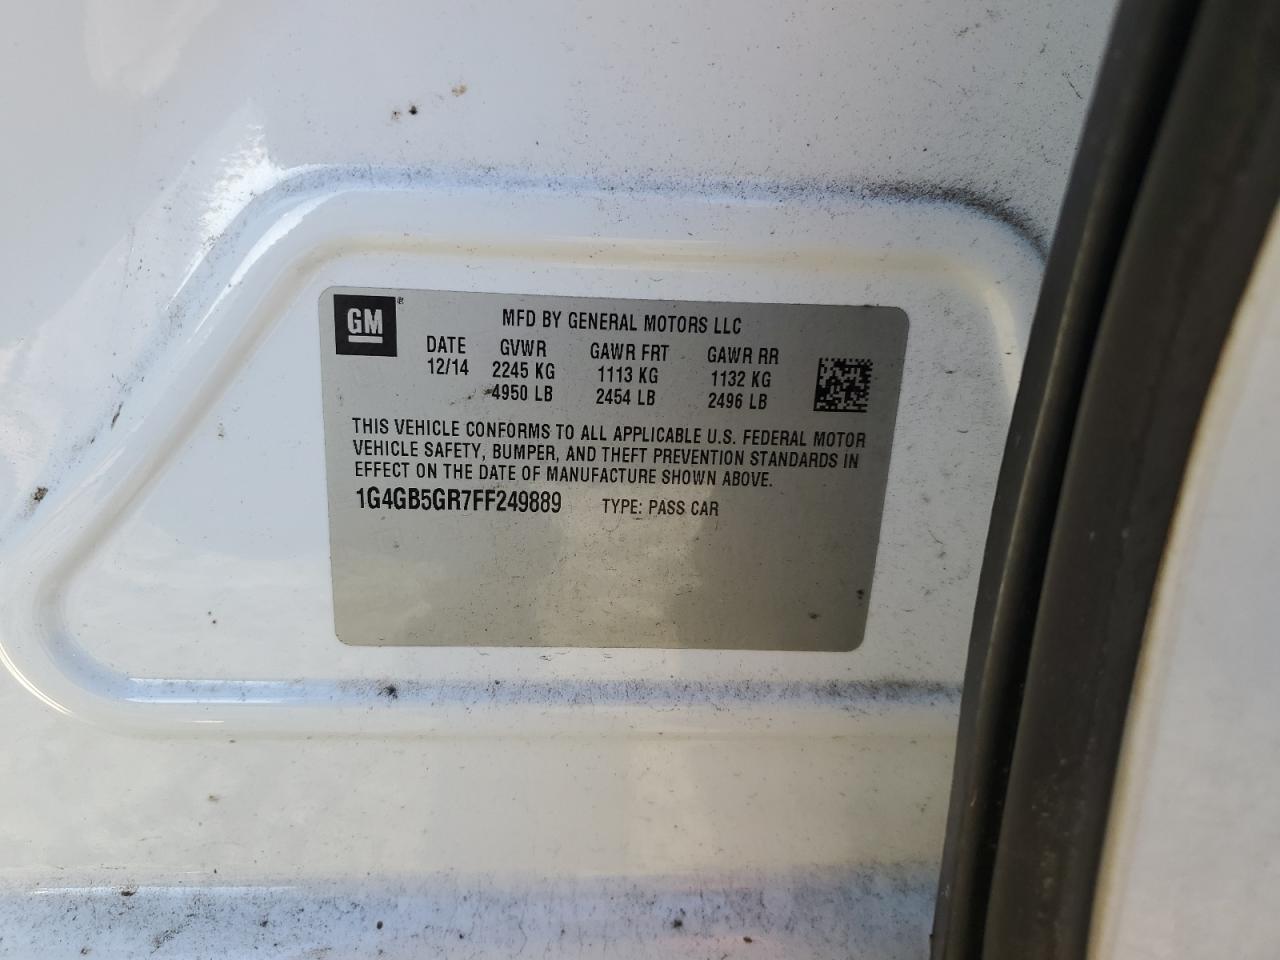 GM ®
MFD BY GENERAL MOTORS LLC
DATE GVWR GAWR FRT GAWR RR
12/14 2245 KG 1113 KG 1132 KG
4950 LB 2454 LB 2496 LB
THIS VEHICLE CONFORMS TO ALL APPLICABLE U.S. FEDERAL MOTOR
VEHICLE SAFETY, BUMPER, AND THEFT PREVENTION STANDARDS IN
EFFECT ON THE DATE OF MANUFACTURE SHOWN ABOVE.
1G4GB5GR7FF249889 TYPE: PASS CAR